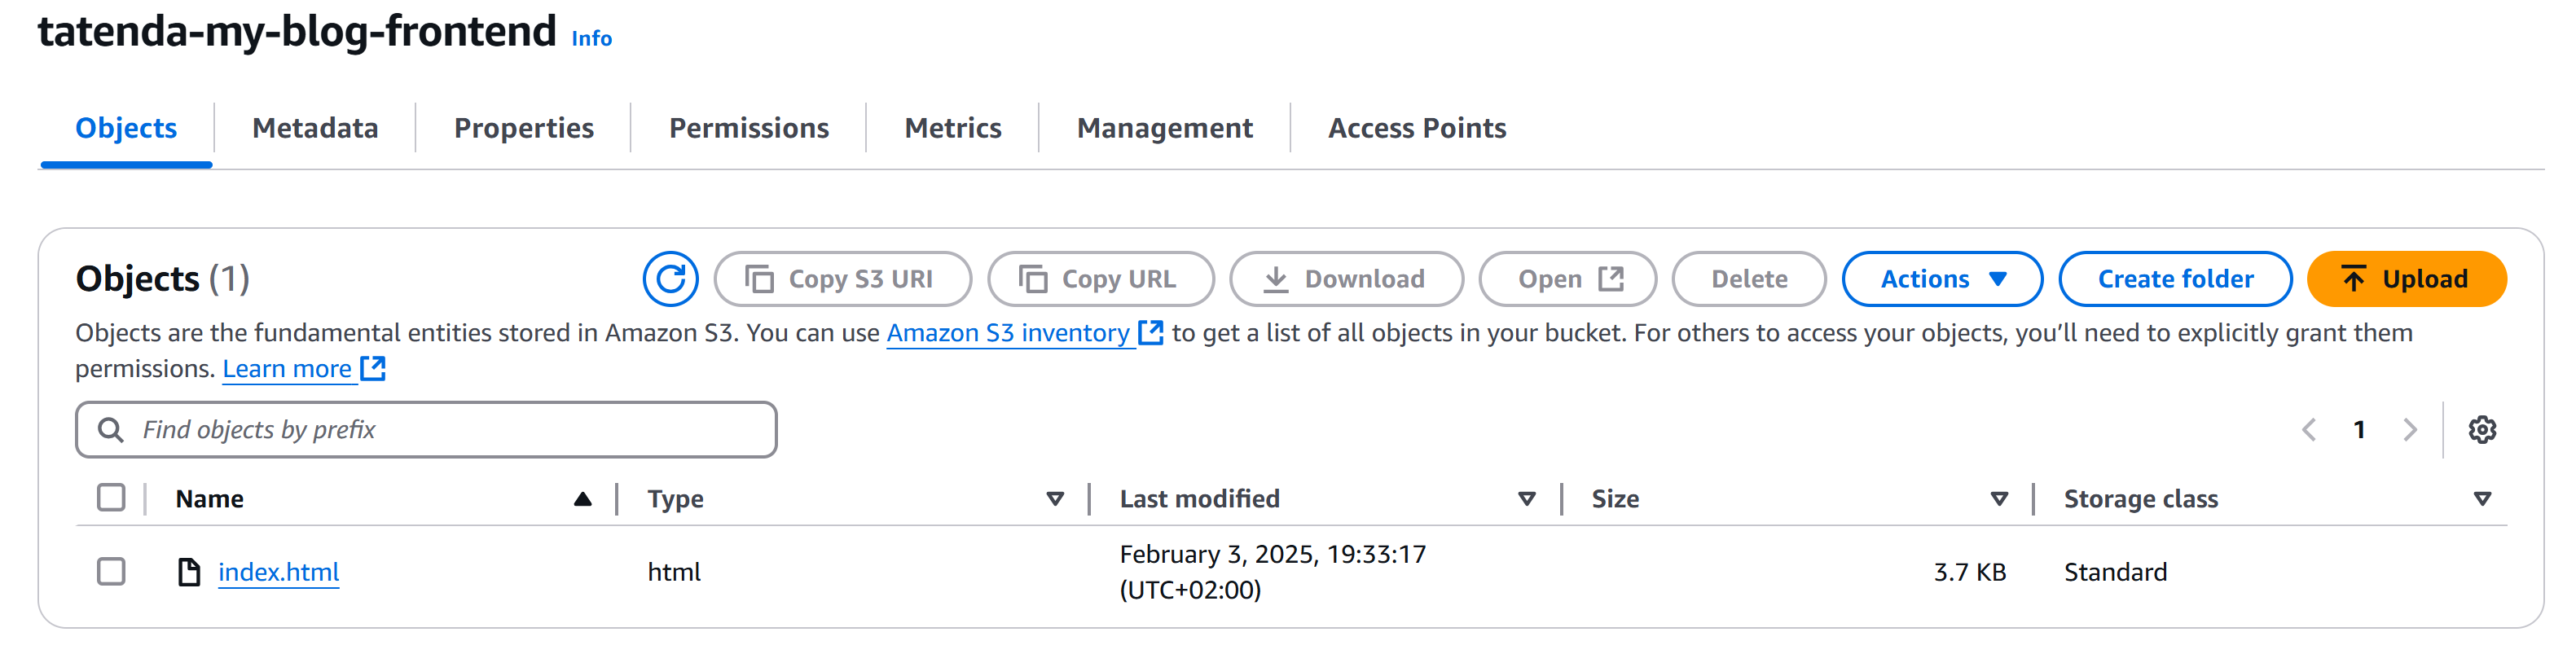 tatenda-my-blog-frontend Info
Objects Metadata Properties Permissions Metrics Management Access Points
Objects (1) Copy S3 URI Copy URL Download Open Delete Actions Create folder Upload
Objects are the fundamental entities stored in Amazon S3. You can use Amazon S3 inventory to get a list of all objects in your bucket. For others to access your objects, you’ll need to explicitly grant them
permissions. Learn more
Find objects by prefix 1
Name Type Last modified Size Storage class
index.html html February 3, 2025, 19:33:17 3.7 KB Standard
(UTC+02:00)